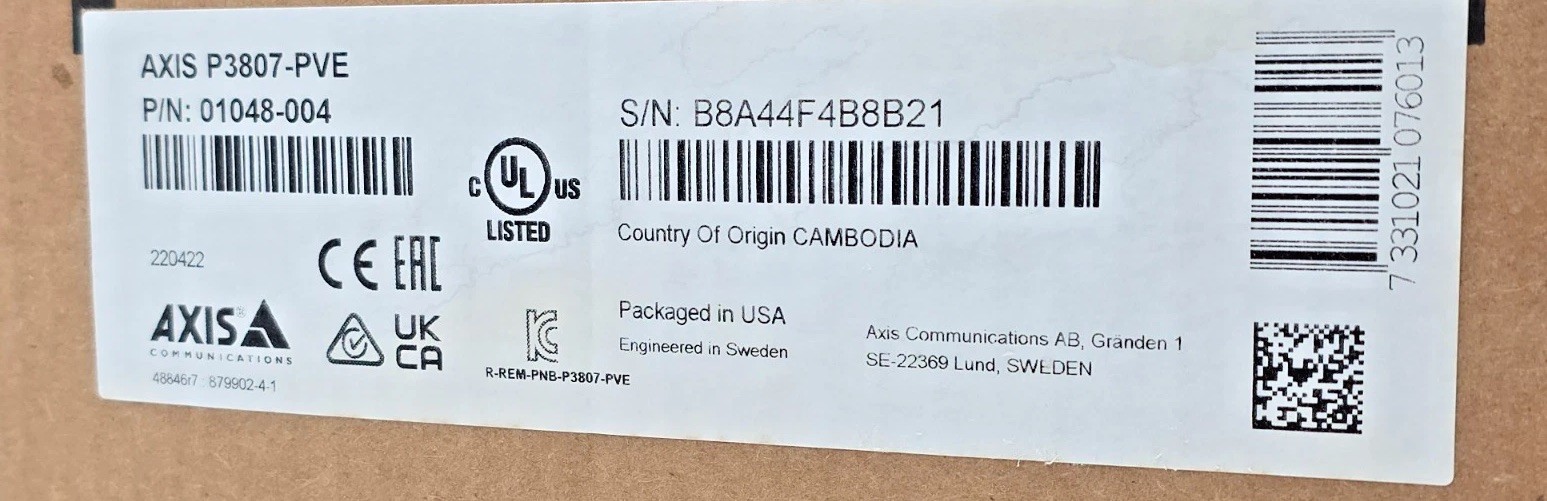 AXIS P3807-PVE
P/N: 01048-004
S/N: B8A44F4B8B21
C UL US
LISTED
Country Of Origin CAMBODIA
220422
CE EAC
AXIS
COMMUNICATIONS
UK
CA
48846r7 : 879902-4-1
R-REM-PNB-P3807-PVE
Packaged in USA
Engineered in Sweden
Axis Communications AB, Gränden 1
SE-22369 Lund, SWEDEN
7 331021 076013